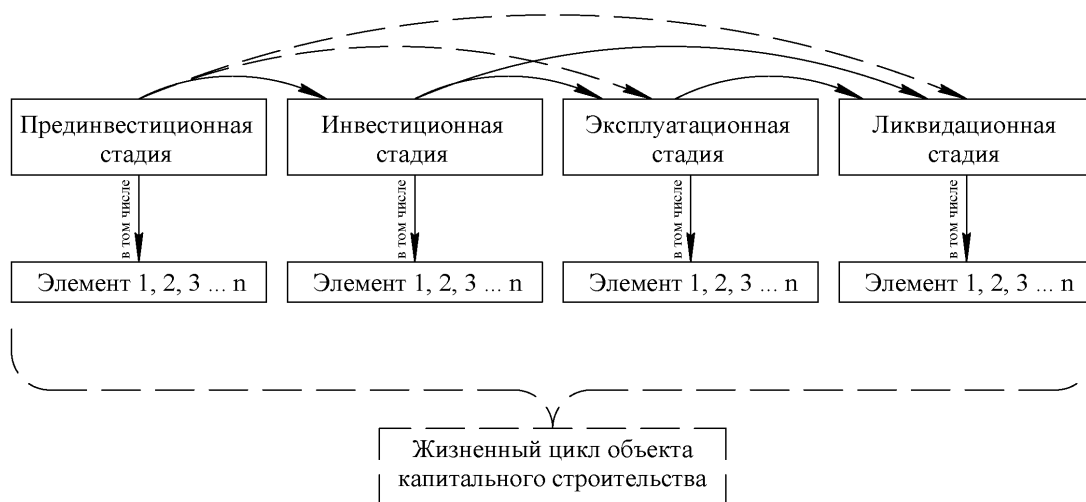 Прединвестиционная
стадия
Инвестиционная
стадия
Эксплуатационная
стадия
Ликвидационная
стадия
в том числе
в том числе
в том числе
в том числе
Элемент 1, 2, 3 ... n
Элемент 1, 2, 3 ... n
Элемент 1, 2, 3 ... n
Элемент 1, 2, 3 ... n
Жизненный цикл объекта
капитального строительства